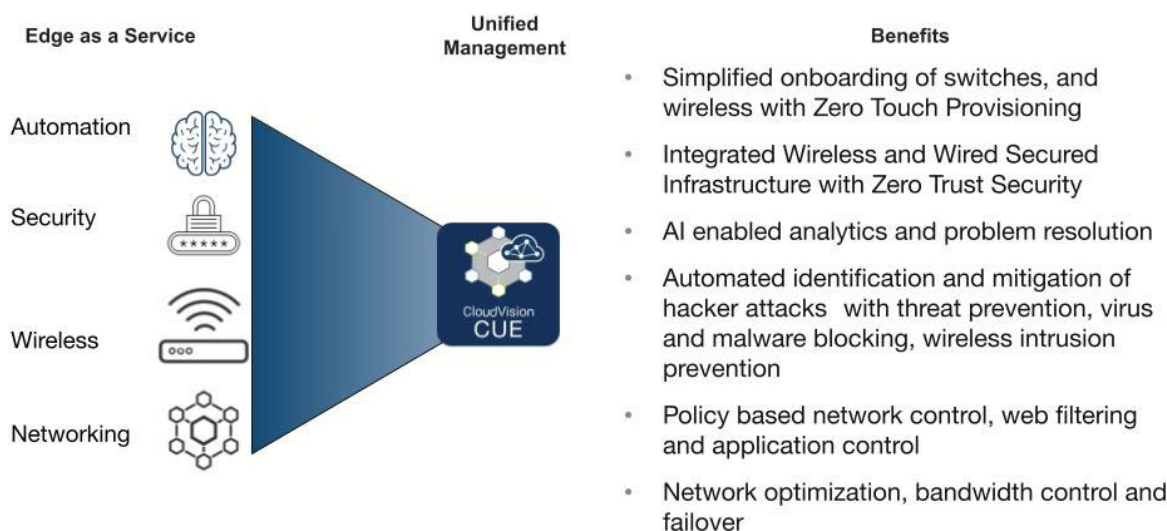 Edge as a Service
Unified
Management
Benefits
Automation
Security
*****
Wireless
Networking
CloudVision
CUE
• Simplified onboarding of switches, and
wireless with Zero Touch Provisioning
• Integrated Wireless and Wired Secured
Infrastructure with Zero Trust Security
• AI enabled analytics and problem resolution
• Automated identification and mitigation of
hacker attacks with threat prevention, virus
and malware blocking, wireless intrusion
prevention
• Policy based network control, web filtering
and application control
• Network optimization, bandwidth control and
failover